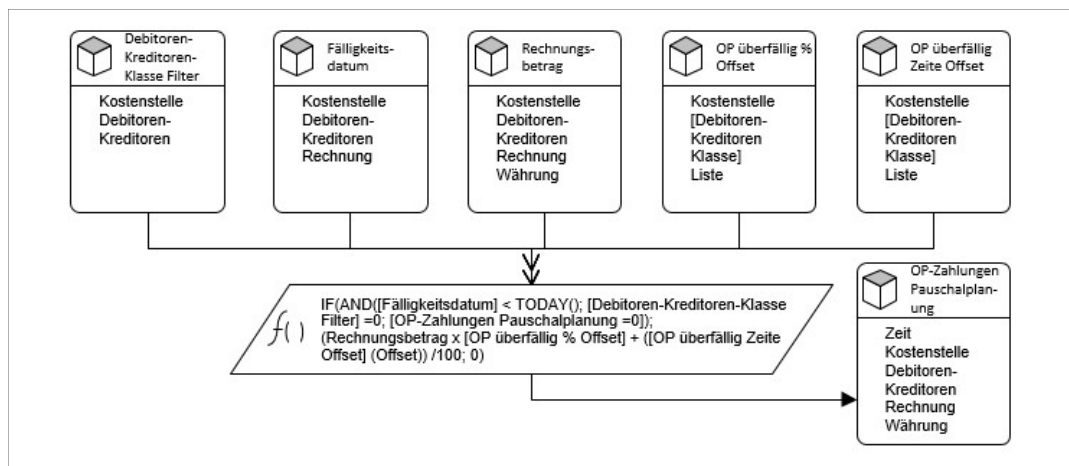 Debitoren-
Kreditoren-
Klasse Filter
Kostenstelle
Debitoren-
Kreditoren
Fälligkeits-
datum
Kostenstelle
Debitoren-
Kreditoren
Rechnung
Rechnungs-
betrag
Kostenstelle
Debitoren-
Kreditoren
Rechnung
Währung
OP überfällig %
Offset
Kostenstelle
[Debitoren-
Kreditoren
Klasse]
Liste
OP überfällig
Zeite Offset
Kostenstelle
[Debitoren-
Kreditoren
Klasse]
Liste
f()
IF(AND([Fälligkeitsdatum] < TODAY(); [Debitoren-Kreditoren-Klasse
Filter] =0; [OP-Zahlungen Pauschalplanung =0]);
(Rechnungsbetrag x [OP überfällig % Offset] + ([OP überfällig Zeite
Offset] (Offset)) /100; 0)
OP-Zahlungen
Pauschalplan-
ung
Zeit
Kostenstelle
Debitoren-
Kreditoren
Rechnung
Währung